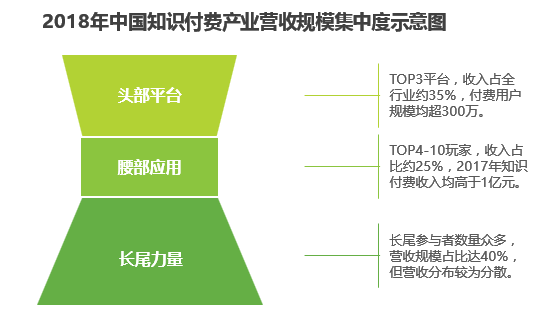 2018年中国知识付费产业营收规模集中度示意图
头部平台
TOP3平台，收入占全
行业约35%，付费用户
规模均超300万。
腰部应用
TOP4-10玩家，收入占
比约25%，2017年知识
付费收入均高于1亿元。
长尾力量
长尾参与者数量众多，
营收规模占比达40%，
但营收分布较为分散。